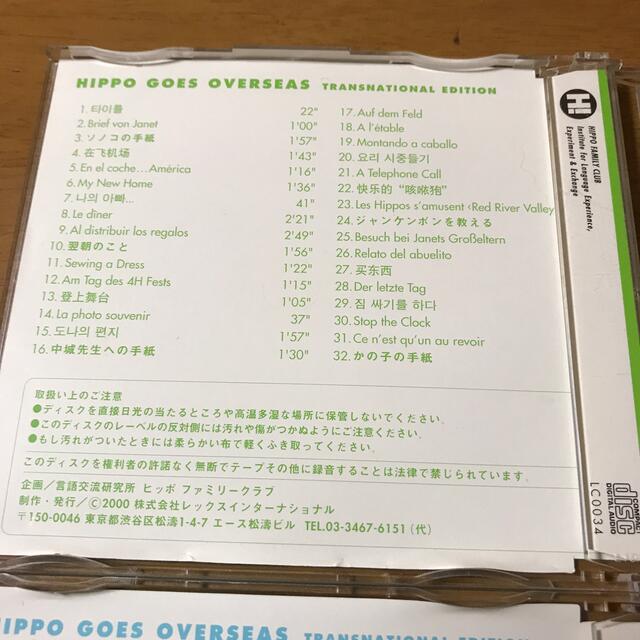 HIPPO GOES OVERSEAS TRANSNATIONAL EDITION
1. 타이틀 22"
2. Brief von Janet 1'00"
3. ソノコの手紙 1'57"
4. 在飞机场 1'43"
5. En el coche...América 1'16"
6. My New Home 1'36"
7. 나의 아빠... 41"
8. Le dîner 2'21"
9. Al distribuir los regalos 2'49"
10. 翌朝のこと 1'56"
11. Sewing a Dress 1'22"
12. Am Tag des 4H Fests 1'15"
13. 登上舞台 1'05"
14. La photo souvenir 37"
15. 도나의 편지 1'57"
16. 中城先生への手紙 1'30"
17. Auf dem Feld
18. A l'étable
19. Montando a caballo
20. 요리 시중들기
21. A Telephone Call
22. 快乐的 "咳咻狗"
23. Les Hippos s'amusent ‹Red River Valley
24. ジャンケンポンを教える
25. Besuch bei Janets Großeltern
26. Relato del abuelito
27. 买东西
28. Der letzte Tag
29. 짐 싸기를 하다
30. Stop the Clock
31. Ce n'est qu'un au revoir
32. かの子の手紙
取扱い上のご注意
●ディスクを直接日光の当たるところや高温多湿な場所に保管しないでください。
●このディスクのレーベルの反対側には汚れや傷がつかぬようにご注意ください。
●もし汚れがついたときには柔らかい布で軽くふき取ってください。
このディスクを権利者の許諾なく無断でテープその他に録音することは法律で禁じられています。
企画／言語交流研究所 ヒッポ ファミリークラブ
制作・発行／©2000 株式会社レックスインターナショナル
〒150-0046 東京都渋谷区松濤1-4-7 エース松濤ビル TEL.03-3467-6151（代）
HIPPO FAMILY CLUB
Institute for Language Experience,
Experiment & Exchange
COMPACT
disc
DIGITAL AUDIO
LC0034
HIPPO GOES OVERSEAS TRANSNATIONAL EDITION